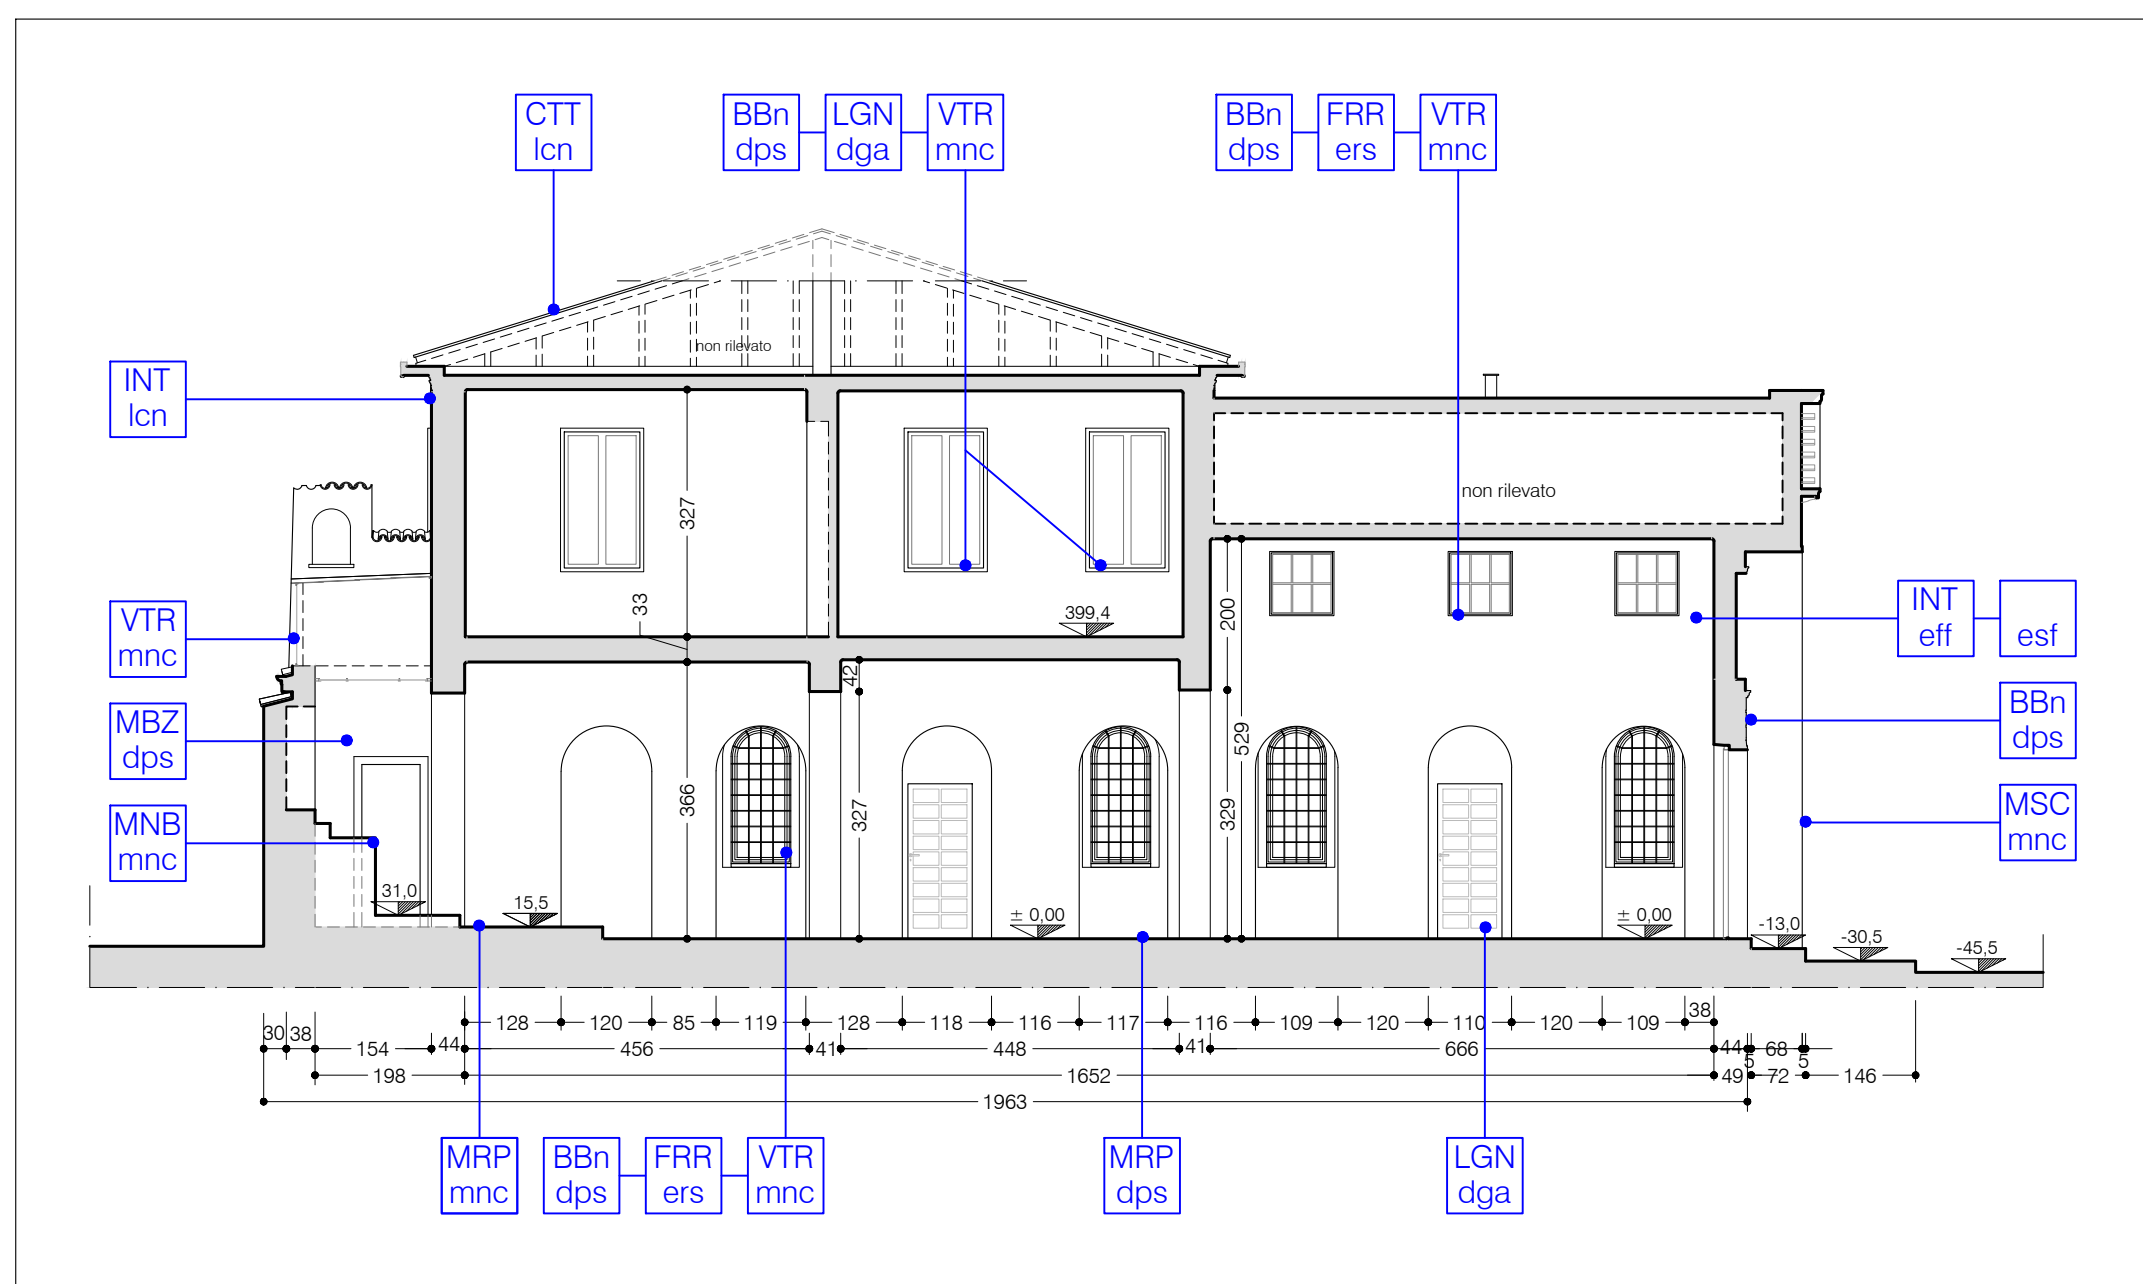 CTT
lcn
BBn
dps
LGN
dga
VTR
mnc
BBn
dps
FRR
ers
VTR
mnc
non rilevato
INT
lcn
non rilevato
327
33
399,4
200
INT
eff
esf
VTR
mnc
42
BBn
dps
MBZ
dps
529
366
327
329
MSC
mnc
MNB
mnc
31,0
15,5
± 0,00
± 0,00
-13,0
-30,5
-45,5
128 120 85 119 128 118 116 117 116 109 120 110 120 109 38
30 38 154 44 456 41 448 41 666 44 5 68 5
198 1652 49 72 146
1963
MRP
mnc
BBn
dps
FRR
ers
VTR
mnc
MRP
dps
LGN
dga